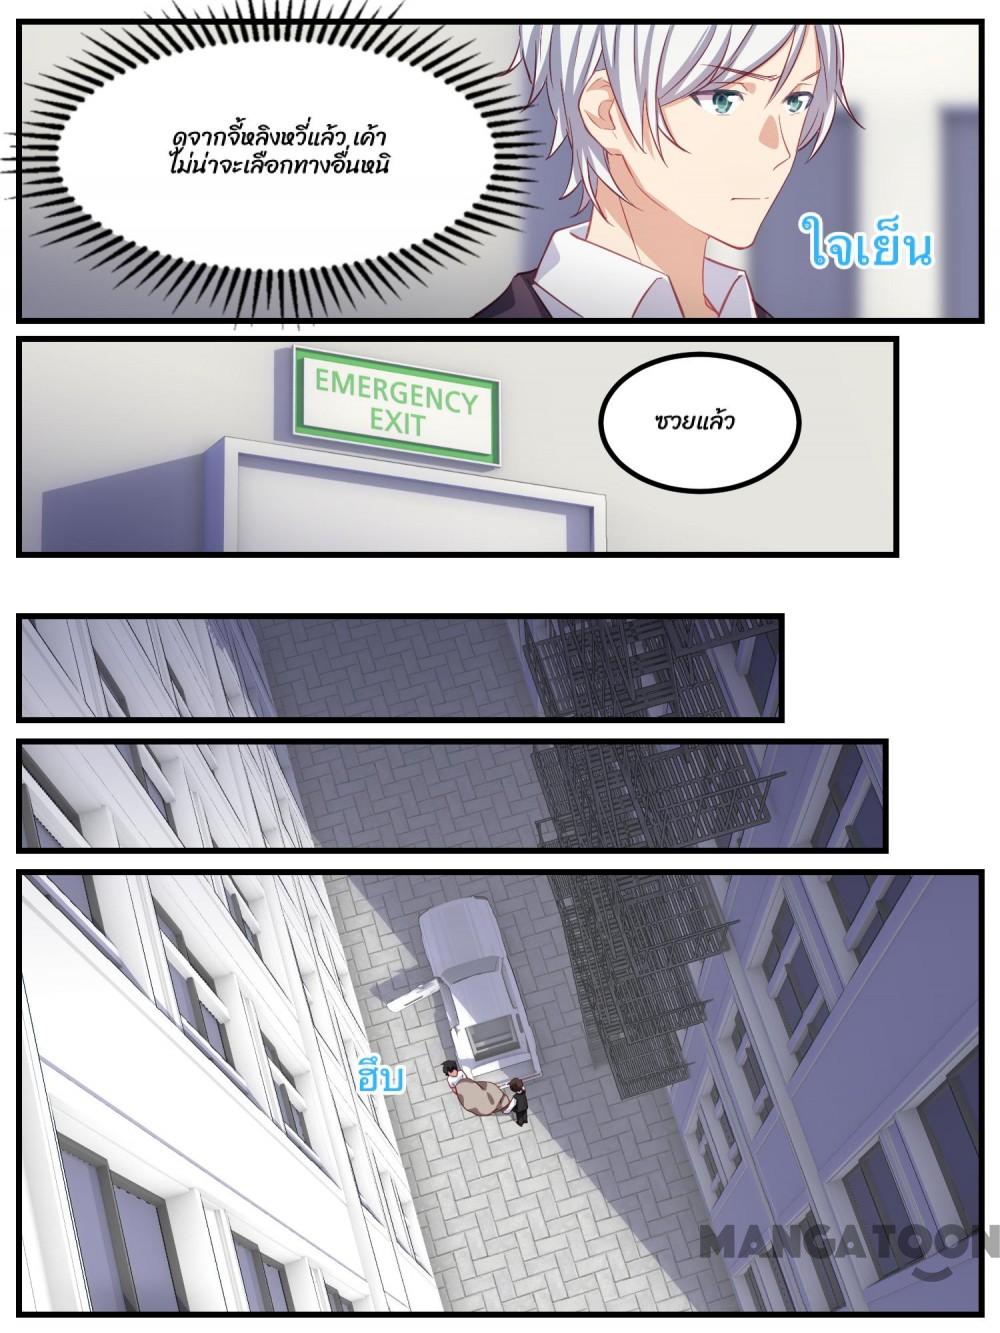 ดูจากจี้หลิงหวี่แล้ว เค้า
ไม่น่าจะเลือกทางอื่นหนิ
ใจเย็น
EMERGENCY
EXIT
ซวยแล้ว
ฮึบ
MANGATOON